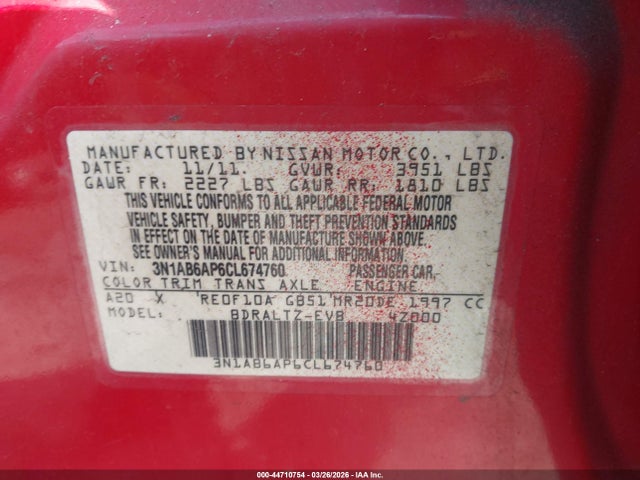 MANUFACTURED BY NISSAN MOTOR CO., LTD.
DATE: 11/11. GVWR: 3951 LBS
GAWR FR: 2227 LBS GAWR RR: 1810 LBS
THIS VEHICLE CONFORMS TO ALL APPLICABLE FEDERAL MOTOR
VEHICLE SAFETY, BUMPER AND THEFT PREVENTION STANDARDS
IN EFFECT ON THE DATE OF MANUFACTURE SHOWN ABOVE.
SEE OWNER'S MANUAL FOR ADDITIONAL INFORMATION.
VIN: 3N1AB6AP6CL674760 PASSENGER CAR
COLOR TRIM TRANS AXLE ENGINE
A20 X RE0F10A GB51 MR20DE 1997 CC
MODEL: BDRALTZ-EVB 4Z000
3N1AB6AP6CL674760
000-44710754 | 03/26/2026 | IAA Inc.